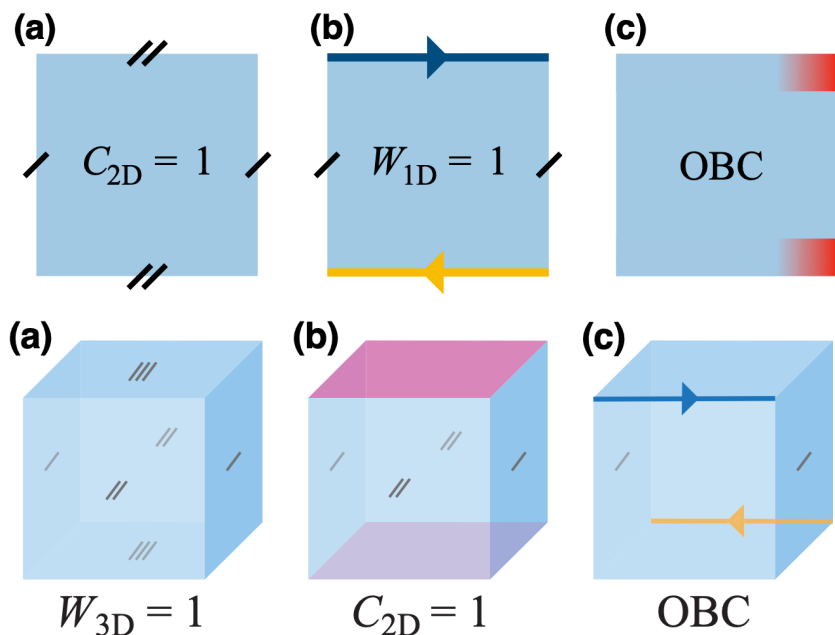 (a)
(b)
(c)
C2D = 1
W1D = 1
OBC
(a)
(b)
(c)
W3D = 1
C2D = 1
OBC